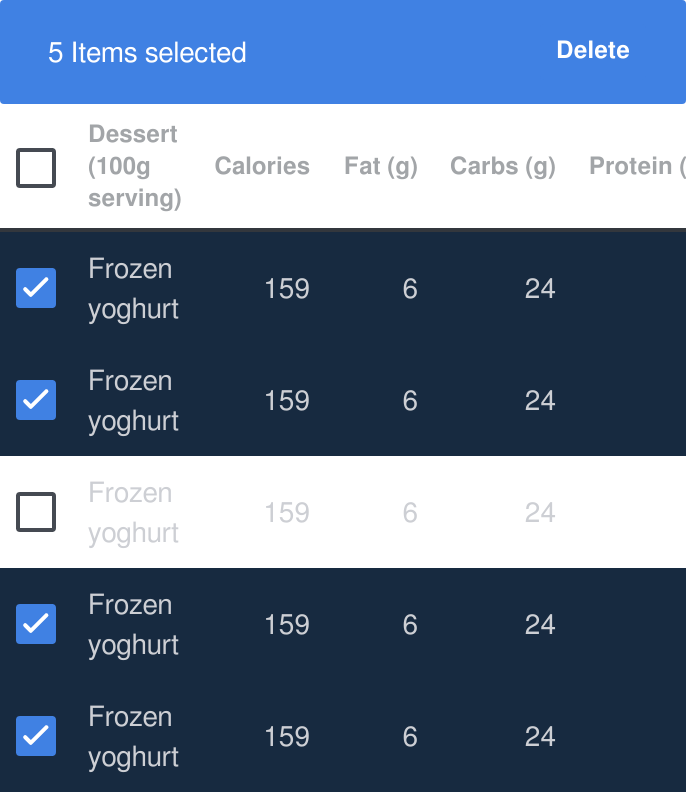 5 Items selected Delete
Dessert (100g serving) Calories Fat (g) Carbs (g) Protein (
Frozen yoghurt 159 6 24
Frozen yoghurt 159 6 24
Frozen yoghurt 159 6 24
Frozen yoghurt 159 6 24
Frozen yoghurt 159 6 24